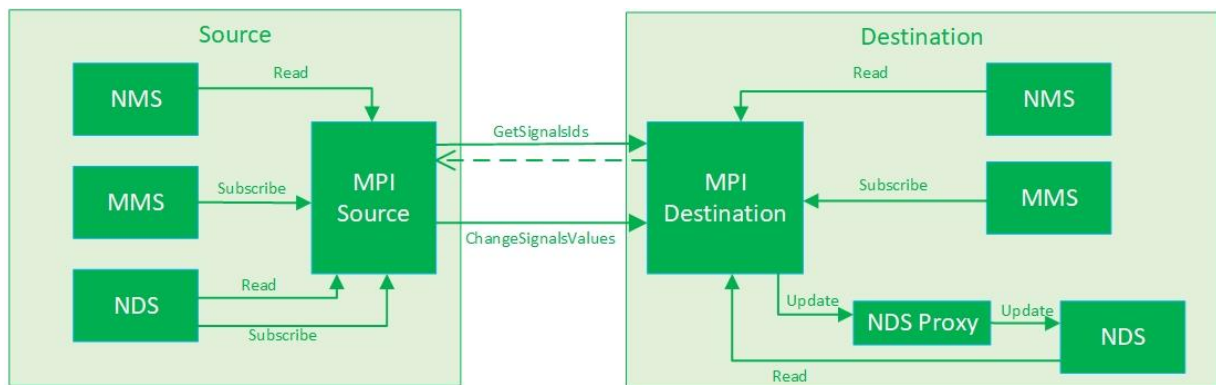 Source
Destination
NMS
Read
MMS
Subscribe
NDS
Read
Subscribe
MPI
Source
GetSignalsIds
ChangeSignalsValues
MPI
Destination
Read
NMS
Subscribe
MMS
Update
NDS Proxy
Update
NDS
Read